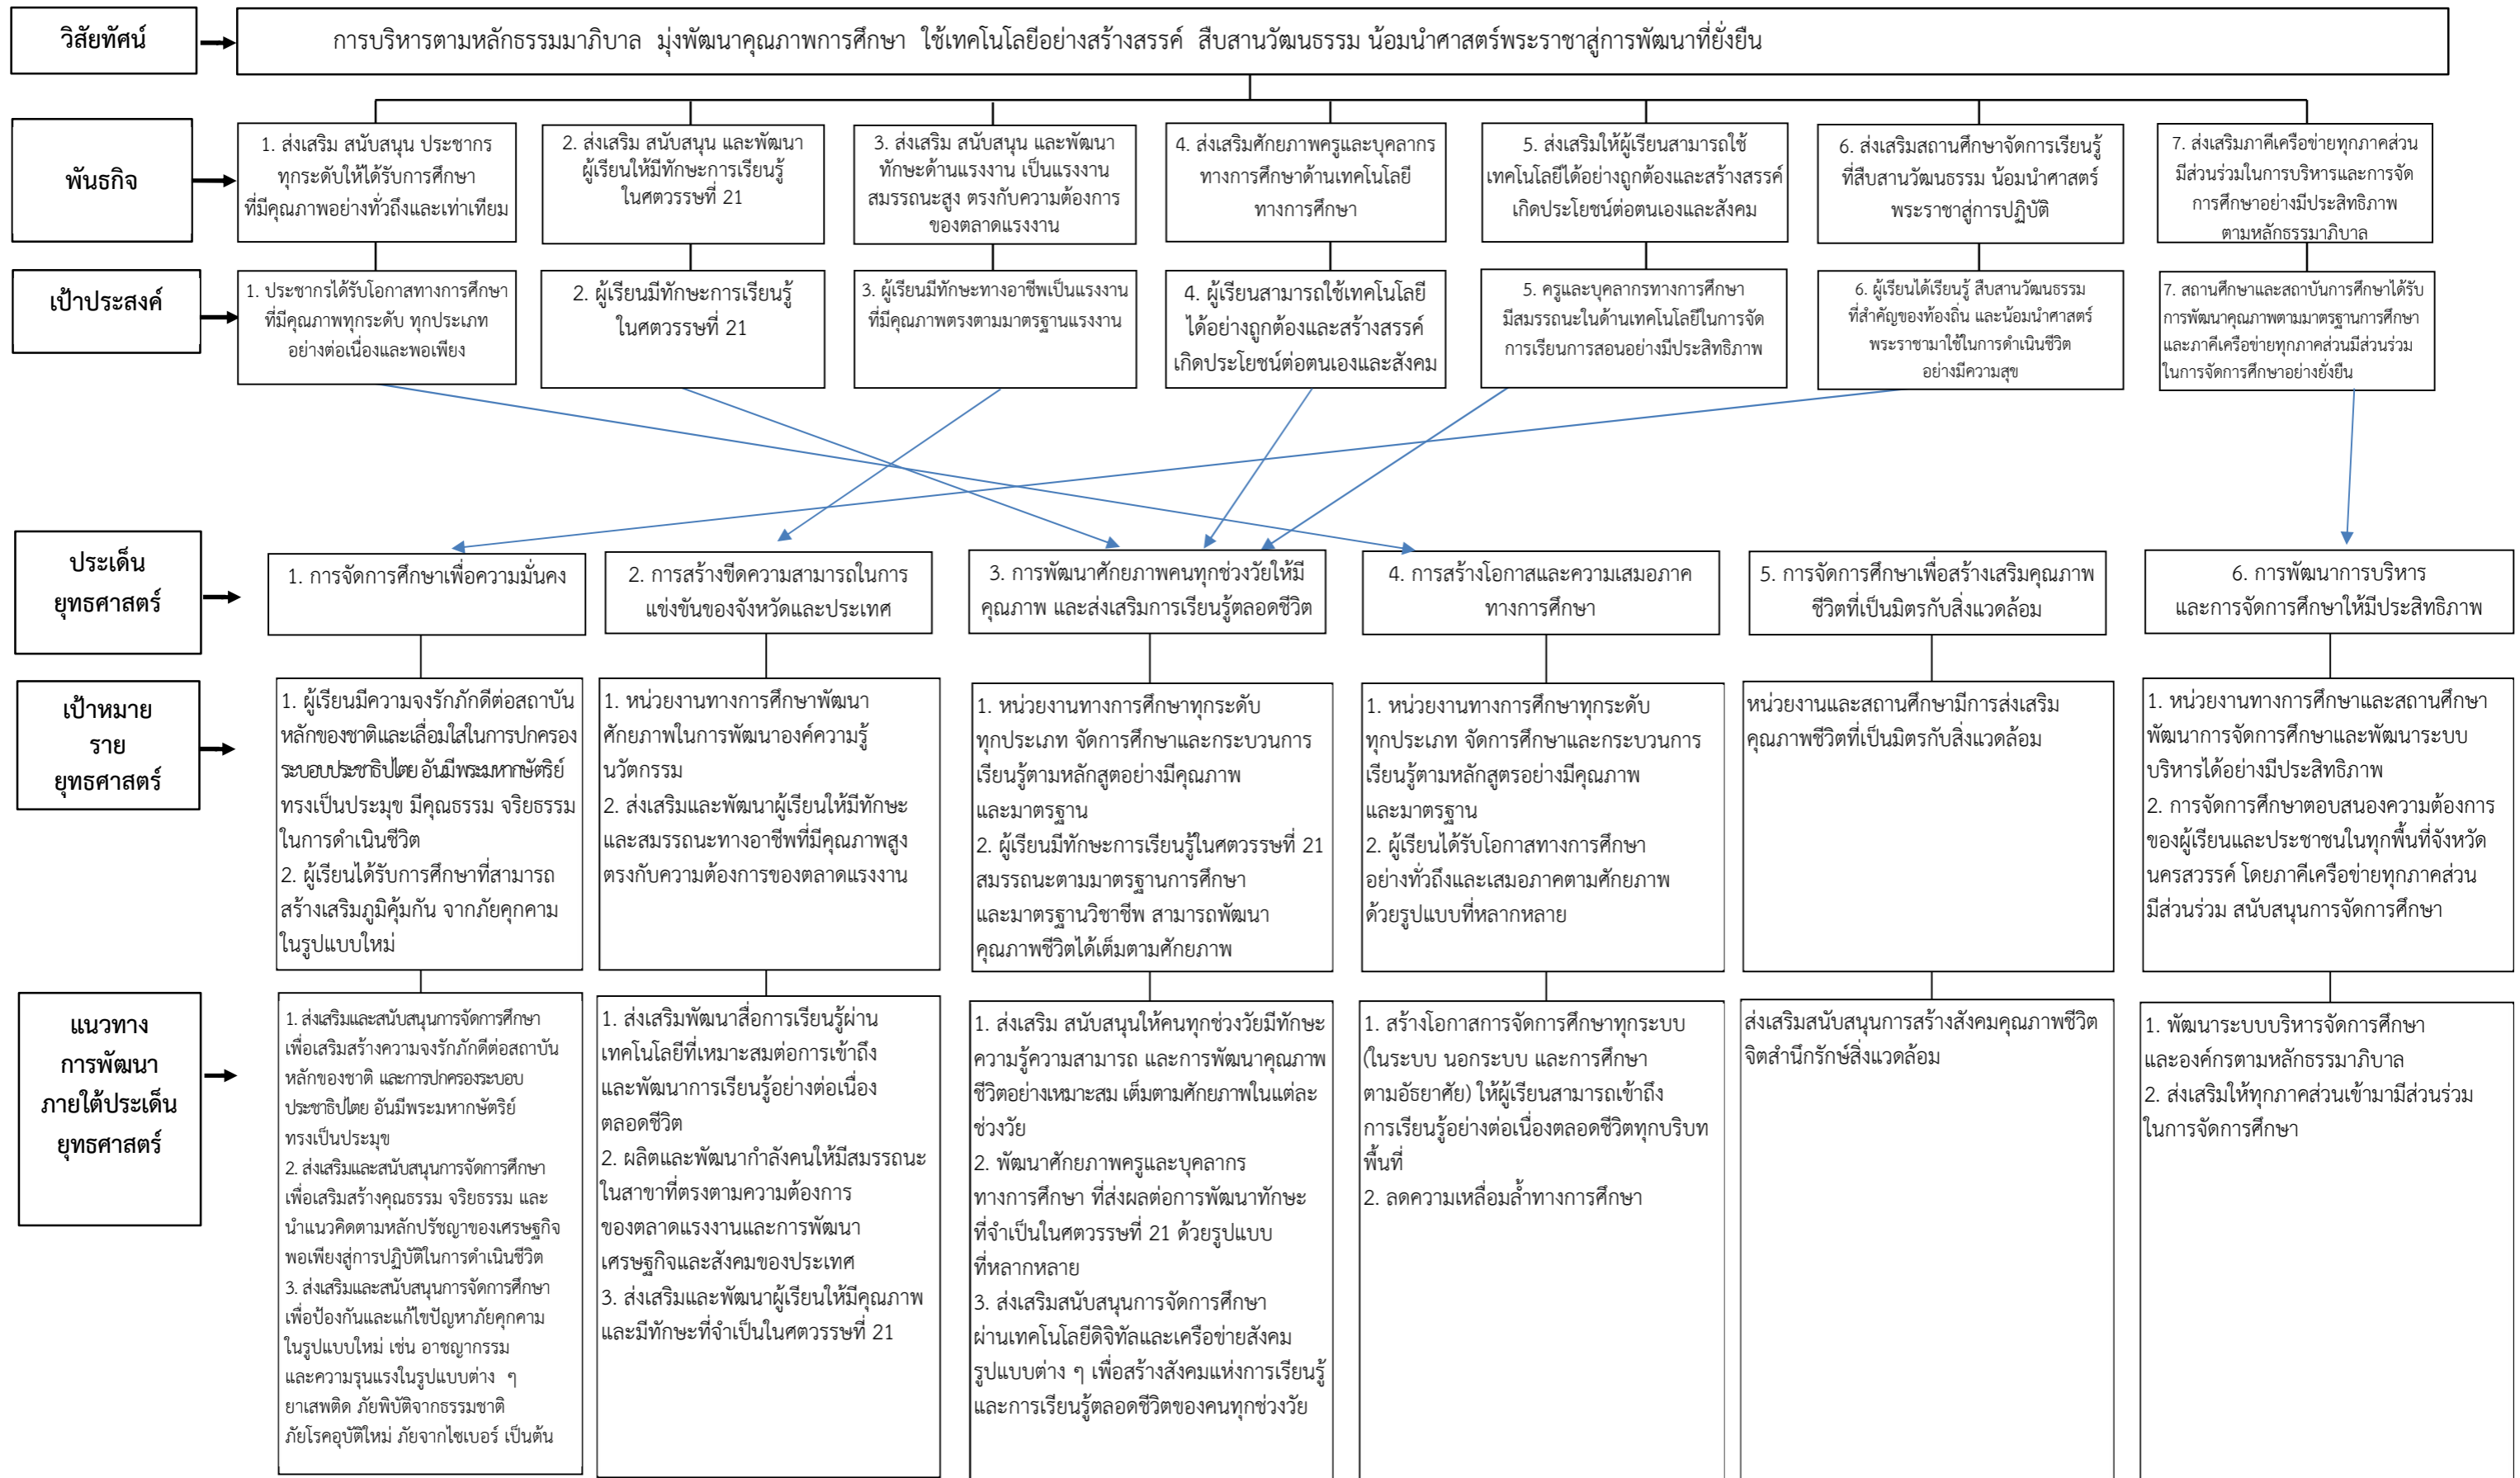 วิสัยทัศน์
การบริหารตามหลักธรรมมาภิบาล มุ่งพัฒนาคุณภาพการศึกษา ใช้เทคโนโลยีอย่างสร้างสรรค์ สืบสานวัฒนธรรม น้อมนำศาสตร์พระราชาสู่การพัฒนาที่ยั่งยืน
พันธกิจ
1. ส่งเสริม สนับสนุน ประชากร
ทุกระดับให้ได้รับการศึกษา
ที่มีคุณภาพอย่างทั่วถึงและเท่าเทียม
2. ส่งเสริม สนับสนุน และพัฒนา
ผู้เรียนให้มีทักษะการเรียนรู้
ในศตวรรษที่ 21
3. ส่งเสริม สนับสนุน และพัฒนา
ทักษะด้านแรงงาน เป็นแรงงาน
สมรรถนะสูง ตรงกับความต้องการ
ของตลาดแรงงาน
4. ส่งเสริมศักยภาพครูและบุคลากร
ทางการศึกษาด้านเทคโนโลยี
ทางการศึกษา
5. ส่งเสริมให้ผู้เรียนสามารถใช้
เทคโนโลยีได้อย่างถูกต้องและสร้างสรรค์
เกิดประโยชน์ต่อตนเองและสังคม
6. ส่งเสริมสถานศึกษาจัดการเรียนรู้
ที่สืบสานวัฒนธรรม น้อมนำศาสตร์
พระราชาสู่การปฏิบัติ
7. ส่งเสริมภาคีเครือข่ายทุกภาคส่วน
มีส่วนร่วมในการบริหารและการจัด
การศึกษาอย่างมีประสิทธิภาพ
ตามหลักธรรมาภิบาล
เป้าประสงค์
1. ประชากรได้รับโอกาสทางการศึกษา
ที่มีคุณภาพทุกระดับ ทุกประเภท
อย่างต่อเนื่องและพอเพียง
2. ผู้เรียนมีทักษะการเรียนรู้
ในศตวรรษที่ 21
3. ผู้เรียนมีทักษะทางอาชีพเป็นแรงงาน
ที่มีคุณภาพตรงตามมาตรฐานแรงงาน
4. ผู้เรียนสามารถใช้เทคโนโลยี
ได้อย่างถูกต้องและสร้างสรรค์
เกิดประโยชน์ต่อตนเองและสังคม
5. ครูและบุคลากรทางการศึกษา
มีสมรรถนะในด้านเทคโนโลยีในการจัด
การเรียนการสอนอย่างมีประสิทธิภาพ
6. ผู้เรียนได้เรียนรู้ สืบสานวัฒนธรรม
ที่สำคัญของท้องถิ่น และน้อมนำศาสตร์
พระราชามาใช้ในการดำเนินชีวิต
อย่างมีความสุข
7. สถานศึกษาและสถาบันการศึกษาได้รับ
การพัฒนาคุณภาพตามมาตรฐานการศึกษา
และภาคีเครือข่ายทุกภาคส่วนมีส่วนร่วม
ในการจัดการศึกษาอย่างยั่งยืน
ประเด็น
ยุทธศาสตร์
1. การจัดการศึกษาเพื่อความมั่นคง
2. การสร้างขีดความสามารถในการ
แข่งขันของจังหวัดและประเทศ
3. การพัฒนาศักยภาพคนทุกช่วงวัยให้มี
คุณภาพ และส่งเสริมการเรียนรู้ตลอดชีวิต
4. การสร้างโอกาสและความเสมอภาค
ทางการศึกษา
5. การจัดการศึกษาเพื่อสร้างเสริมคุณภาพ
ชีวิตที่เป็นมิตรกับสิ่งแวดล้อม
6. การพัฒนาการบริหาร
และการจัดการศึกษาให้มีประสิทธิภาพ
เป้าหมาย
ราย
ยุทธศาสตร์
1. ผู้เรียนมีความจงรักภักดีต่อสถาบัน
หลักของชาติและเลื่อมใสในการปกครอง
ระบอบประชาธิปไตย อันมีพระมหากษัตริย์
ทรงเป็นประมุข มีคุณธรรม จริยธรรม
ในการดำเนินชีวิต
2. ผู้เรียนได้รับการศึกษาที่สามารถ
สร้างเสริมภูมิคุ้มกัน จากภัยคุกคาม
ในรูปแบบใหม่
1. หน่วยงานทางการศึกษาพัฒนา
ศักยภาพในการพัฒนาองค์ความรู้
นวัตกรรม
2. ส่งเสริมและพัฒนาผู้เรียนให้มีทักษะ
และสมรรถนะทางอาชีพที่มีคุณภาพสูง
ตรงกับความต้องการของตลาดแรงงาน
1. หน่วยงานทางการศึกษาทุกระดับ
ทุกประเภท จัดการศึกษาและกระบวนการ
เรียนรู้ตามหลักสูตอย่างมีคุณภาพ
และมาตรฐาน
2. ผู้เรียนมีทักษะการเรียนรู้ในศตวรรษที่ 21
สมรรถนะตามมาตรฐานการศึกษา
และมาตรฐานวิชาชีพ สามารถพัฒนา
คุณภาพชีวิตได้เต็มตามศักยภาพ
1. หน่วยงานทางการศึกษาทุกระดับ
ทุกประเภท จัดการศึกษาและกระบวนการ
เรียนรู้ตามหลักสูตรอย่างมีคุณภาพ
และมาตรฐาน
2. ผู้เรียนได้รับโอกาสทางการศึกษา
อย่างทั่วถึงและเสมอภาคตามศักยภาพ
ด้วยรูปแบบที่หลากหลาย
หน่วยงานและสถานศึกษามีการส่งเสริม
คุณภาพชีวิตที่เป็นมิตรกับสิ่งแวดล้อม
1. หน่วยงานทางการศึกษาและสถานศึกษา
พัฒนาการจัดการศึกษาและพัฒนาระบบ
บริหารได้อย่างมีประสิทธิภาพ
2. การจัดการศึกษาตอบสนองความต้องการ
ของผู้เรียนและประชาชนในทุกพื้นที่จังหวัด
นครสวรรค์ โดยภาคีเครือข่ายทุกภาคส่วน
มีส่วนร่วม สนับสนุนการจัดการศึกษา
แนวทาง
การพัฒนา
ภายใต้ประเด็น
ยุทธศาสตร์
1. ส่งเสริมและสนับสนุนการจัดการศึกษา
เพื่อเสริมสร้างความจงรักภักดีต่อสถาบัน
หลักของชาติ และการปกครองระบอบ
ประชาธิปไตย อันมีพระมหากษัตริย์
ทรงเป็นประมุข
2. ส่งเสริมและสนับสนุนการจัดการศึกษา
เพื่อเสริมสร้างคุณธรรม จริยธรรม และ
นำแนวคิดตามหลักปรัชญาของเศรษฐกิจ
พอเพียงสู่การปฏิบัติในการดำเนินชีวิต
3. ส่งเสริมและสนับสนุนการจัดการศึกษา
เพื่อป้องกันและแก้ไขปัญหาภัยคุกคาม
ในรูปแบบใหม่ เช่น อาชญากรรม
และความรุนแรงในรูปแบบต่าง ๆ
ยาเสพติด ภัยพิบัติจากธรรมชาติ
ภัยโรคอุบัติใหม่ ภัยจากไซเบอร์ เป็นต้น
1. ส่งเสริมพัฒนาสื่อการเรียนรู้ผ่าน
เทคโนโลยีที่เหมาะสมต่อการเข้าถึง
และพัฒนาการเรียนรู้อย่างต่อเนื่อง
ตลอดชีวิต
2. ผลิตและพัฒนากำลังคนให้มีสมรรถนะ
ในสาขาที่ตรงตามความต้องการ
ของตลาดแรงงานและการพัฒนา
เศรษฐกิจและสังคมของประเทศ
3. ส่งเสริมและพัฒนาผู้เรียนให้มีคุณภาพ
และมีทักษะที่จำเป็นในศตวรรษที่ 21
1. ส่งเสริม สนับสนุนให้คนทุกช่วงวัยมีทักษะ
ความรู้ความสามารถ และการพัฒนาคุณภาพ
ชีวิตอย่างเหมาะสม เต็มตามศักยภาพในแต่ละ
ช่วงวัย
2. พัฒนาศักยภาพครูและบุคลากร
ทางการศึกษา ที่ส่งผลต่อการพัฒนาทักษะ
ที่จำเป็นในศตวรรษที่ 21 ด้วยรูปแบบ
ที่หลากหลาย
3. ส่งเสริมสนับสนุนการจัดการศึกษา
ผ่านเทคโนโลยีดิจิทัลและเครือข่ายสังคม
รูปแบบต่าง ๆ เพื่อสร้างสังคมแห่งการเรียนรู้
และการเรียนรู้ตลอดชีวิตของคนทุกช่วงวัย
1. สร้างโอกาสการจัดการศึกษาทุกระบบ
(ในระบบ นอกระบบ และการศึกษา
ตามอัธยาศัย) ให้ผู้เรียนสามารถเข้าถึง
การเรียนรู้อย่างต่อเนื่องตลอดชีวิตทุกบริบท
พื้นที่
2. ลดความเหลื่อมล้ำทางการศึกษา
ส่งเสริมสนับสนุนการสร้างสังคมคุณภาพชีวิต
จิตสำนึกรักษ์สิ่งแวดล้อม
1. พัฒนาระบบบริหารจัดการศึกษา
และองค์กรตามหลักธรรมาภิบาล
2. ส่งเสริมให้ทุกภาคส่วนเข้ามามีส่วนร่วม
ในการจัดการศึกษา